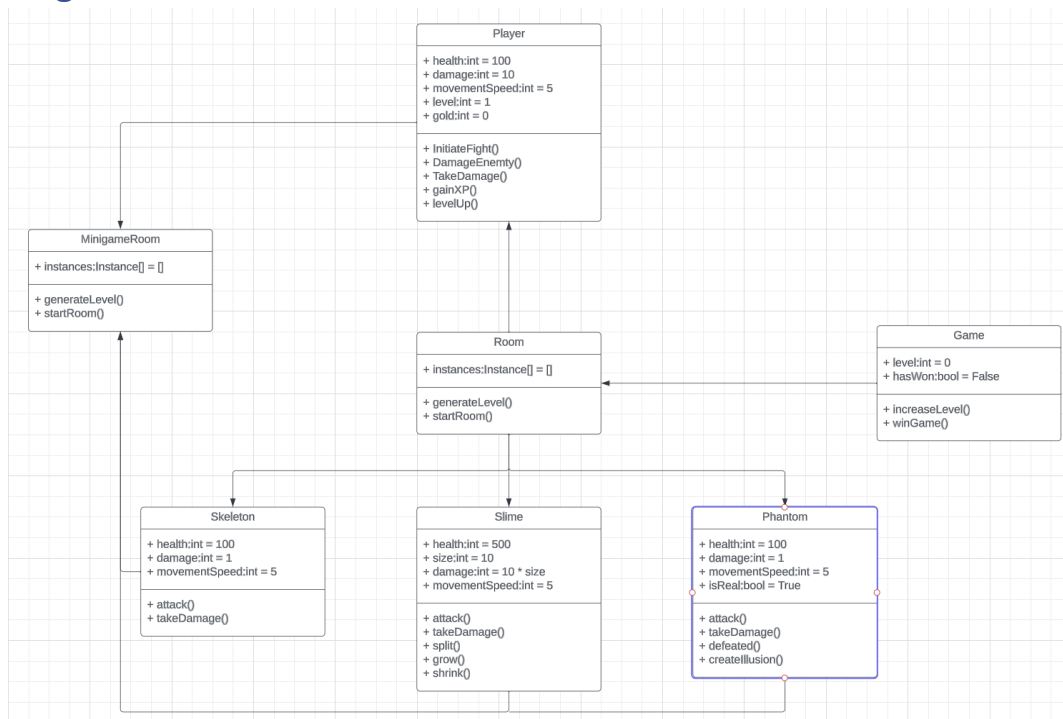 Player
+ health:int = 100
+ damage:int = 10
+ movementSpeed:int = 5
+ level:int = 1
+ gold:int = 0
+ InitiateFight()
+ DamageEnemty()
+ TakeDamage()
+ gainXP()
+ levelUp()
MinigameRoom
+ instances:Instance[] = []
+ generateLevel()
+ startRoom()
Room
+ instances:Instance[] = []
+ generateLevel()
+ startRoom()
Game
+ level:int = 0
+ hasWon:bool = False
+ increaseLevel()
+ winGame()
Skeleton
+ health:int = 100
+ damage:int = 1
+ movementSpeed:int = 5
+ attack()
+ takeDamage()
Slime
+ health:int = 500
+ size:int = 10
+ damage:int = 10 * size
+ movementSpeed:int = 5
+ attack()
+ takeDamage()
+ split()
+ grow()
+ shrink()
Phantom
+ health:int = 100
+ damage:int = 1
+ movementSpeed:int = 5
+ isReal:bool = True
+ attack()
+ takeDamage()
+ defeated()
+ createIllusion()